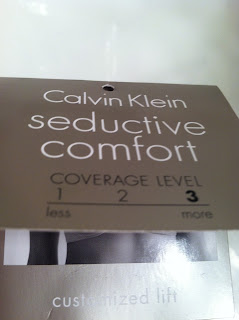 Calvin Klein
seductive
comfort
COVERAGE LEVEL
1 2 3
less more
customized lift